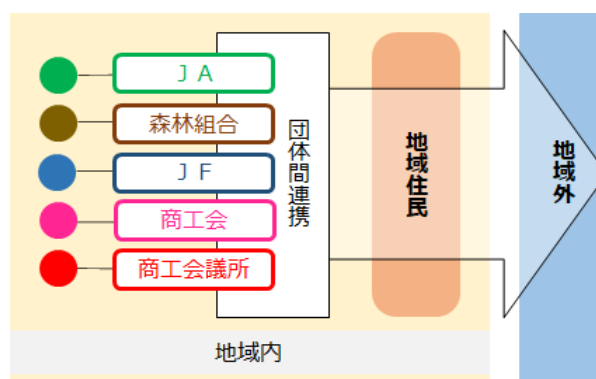 ＪＡ
森林組合
ＪＦ
商工会
商工会議所
団体間連携
地域住民
地域外
地域内